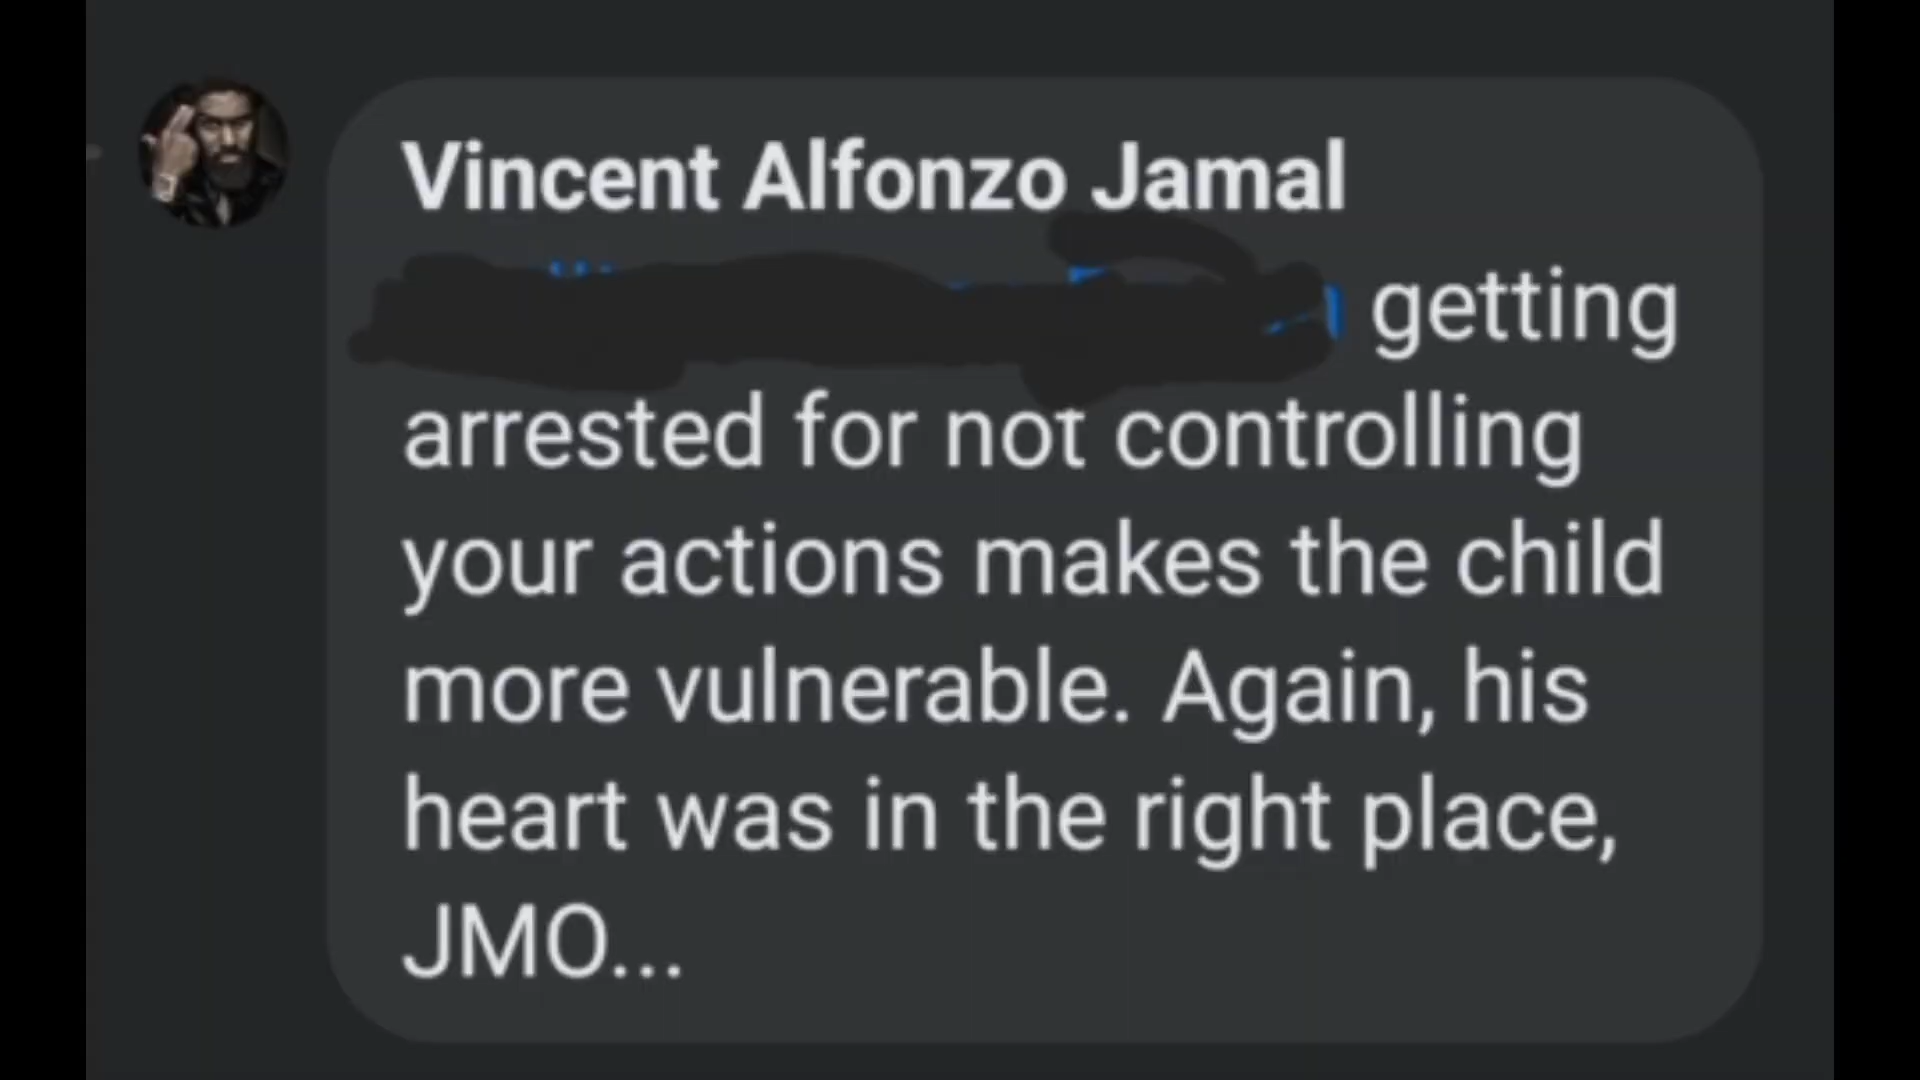 Vincent Alfonzo Jamal
getting
arrested for not controlling
your actions makes the child
more vulnerable. Again, his
heart was in the right place,
JMO...